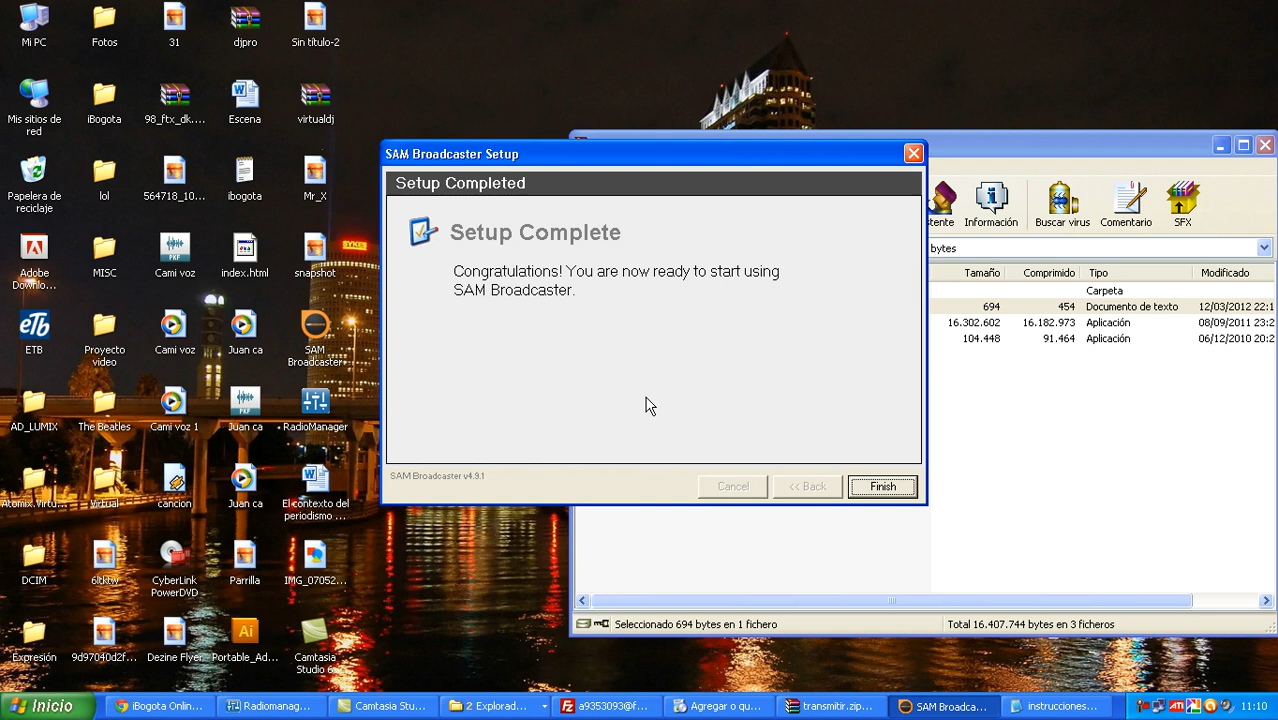 Mi PC
Fotos
31
djpro
Sin título-2
Mis sitios de
red
iBogota
98_ftx_dk....
Escena
virtualdj
Papelera de
reciclaje
lol
564718_10...
ibogota
Mr_X
Adobe
Downlo...
MISC
PKF
Cami voz
index.html
snapshot
eTb
ETB
Proyecto
video
Cami voz
Juan ca
SAM
Broadcaster
AD_LUMIX
The Beatles
Cami voz 1
PKF
Juan ca
RadioManager
Atomix.Virtu...
Virtual
cancion
Juan ca
El contexto del
periodismo ...
DCIM
6ltktw
CyberLink
PowerDVD
Parrilla
IMG_07052...
Expresión
9d97040d2f...
Dezine Flyer
Ai
Portable_Ad...
Camtasia
Studio 6
SAM Broadcaster Setup
Setup Completed
Setup Complete
Congratulations! You are now ready to start using
SAM Broadcaster.
SAM Broadcaster v4.9.1
Cancel
<< Back
Finish
Información
Buscar virus
Comentario
SFX
bytes
Tamaño Comprimido Tipo Modificado
Carpeta
694 454 Documento de texto 12/03/2012 22:1
16.302.602 16.182.973 Aplicación 08/09/2011 23:2
104.448 91.464 Aplicación 06/12/2010 20:2
Seleccionado 694 bytes en 1 fichero
Total 16.407.744 bytes en 3 ficheros
Inicio
iBogota Onlin...
Radiomanag...
Camtasia Stu...
2 Explorad...
a9353093@f...
Agregar o qu...
transmitir.zip...
SAM Broadca...
instrucciones...
ATI
11:10